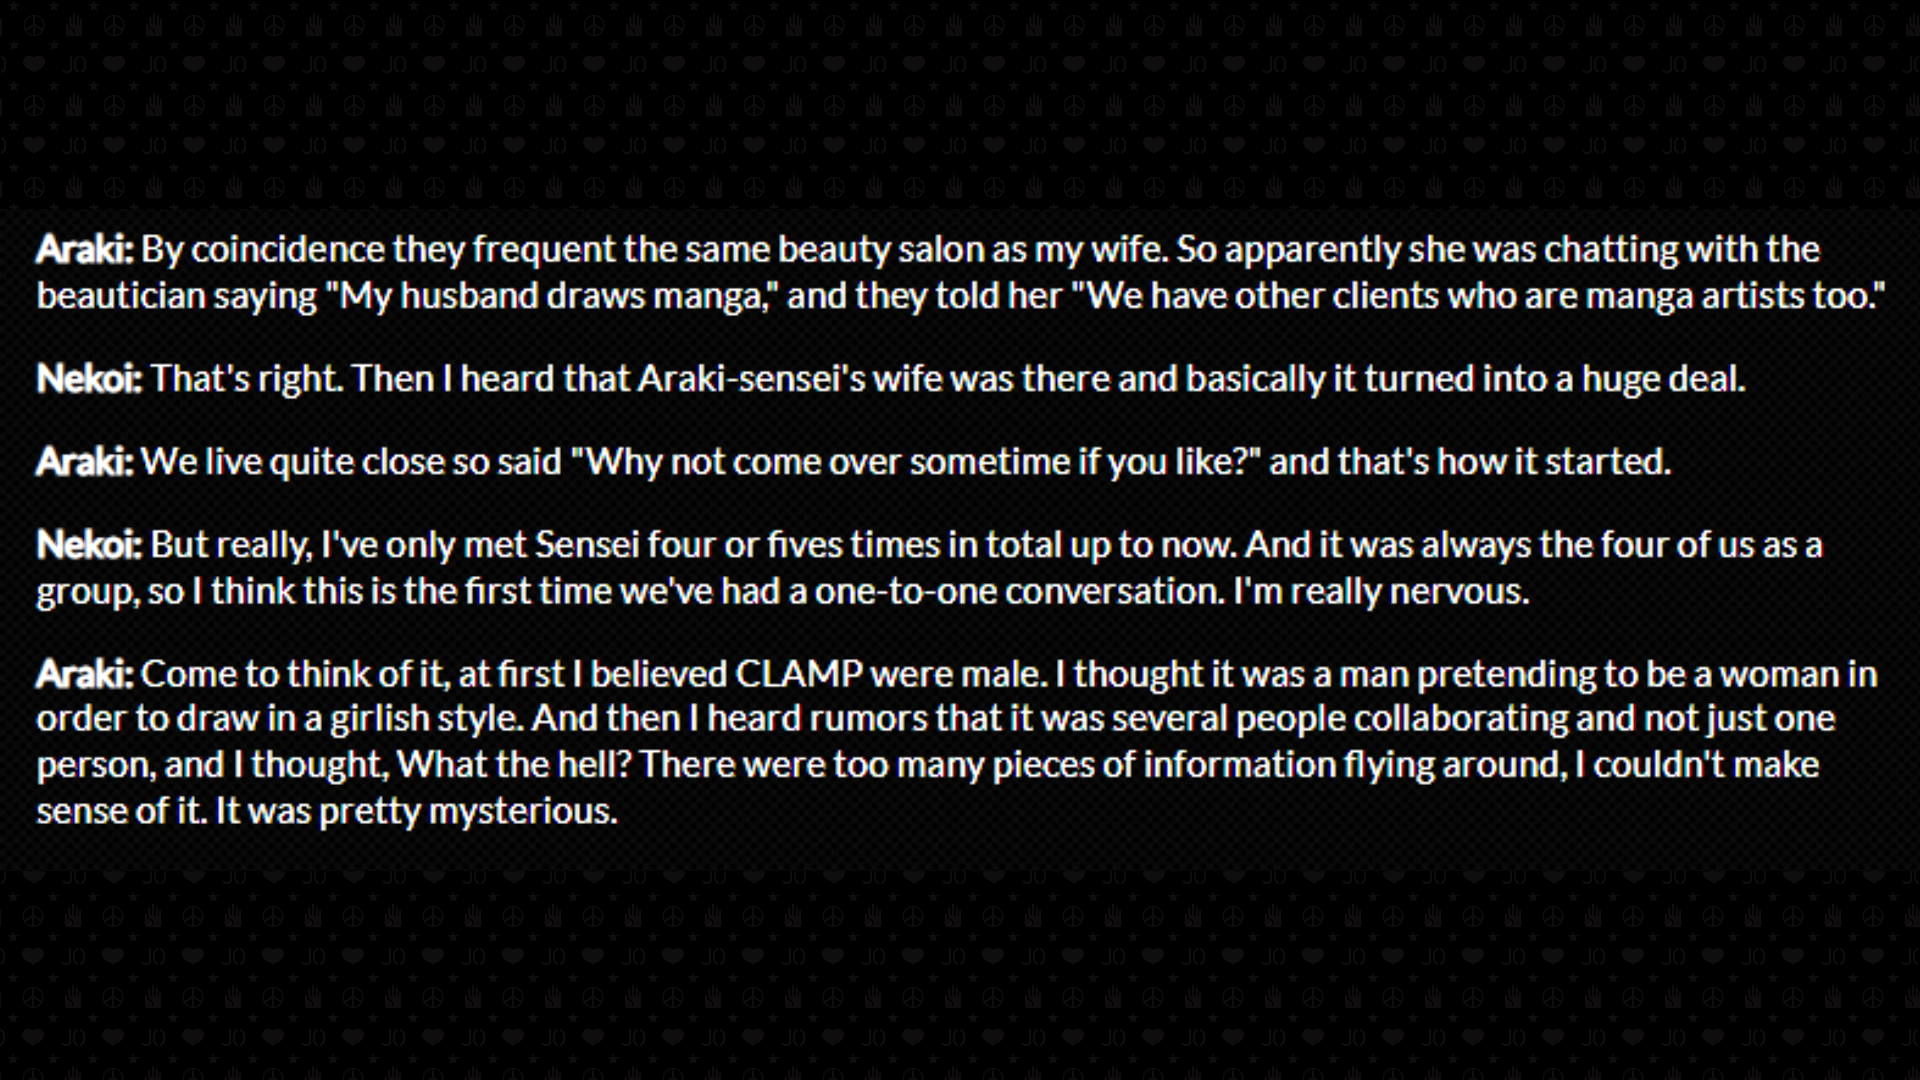 Araki: By coincidence they frequent the same beauty salon as my wife. So apparently she was chatting with the
beautician saying "My husband draws manga," and they told her "We have other clients who are manga artists too."
Nekoi: That's right. Then I heard that Araki-sensei's wife was there and basically it turned into a huge deal.
Araki: We live quite close so said "Why not come over sometime if you like?" and that's how it started.
Nekoi: But really, I've only met Sensei four or fives times in total up to now. And it was always the four of us as a
group, so I think this is the first time we've had a one-to-one conversation. I'm really nervous.
Araki: Come to think of it, at first I believed CLAMP were male. I thought it was a man pretending to be a woman in
order to draw in a girlish style. And then I heard rumors that it was several people collaborating and not just one
person, and I thought, What the hell? There were too many pieces of information flying around, I couldn't make
sense of it. It was pretty mysterious.